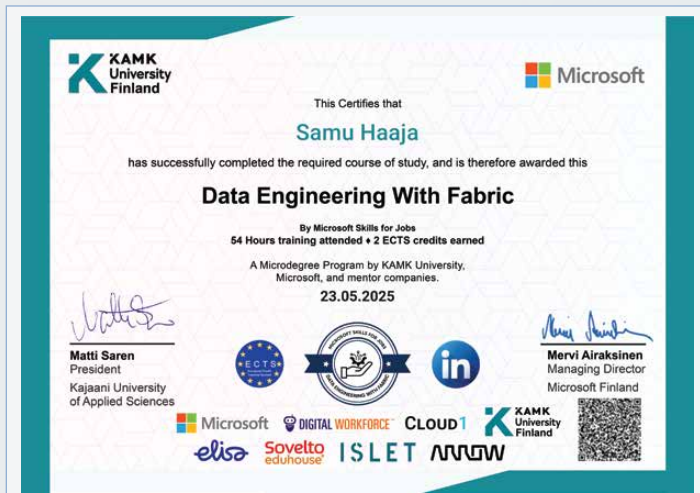 KAMK
University
Finland
Microsoft
This Certifies that
Samu Haaja
has successfully completed the required course of study, and is therefore awarded this
Data Engineering With Fabric
By Microsoft Skills for Jobs
54 Hours training attended ♦ 2 ECTS credits earned
A Microdegree Program by KAMK University,
Microsoft, and mentor companies.
23.05.2025
Matti Saren
President
Kajaani University
of Applied Sciences
ECTS
MICROSOFT SKILLS FOR JOBS
DATA ENGINEERING WITH FABRIC
in
Mervi Airaksinen
Managing Director
Microsoft Finland
Microsoft
DIGITAL WORKFORCE
CLOUD1
KAMK
University
Finland
elisa
Sovelto
eduhouse
ISLET
ARROW